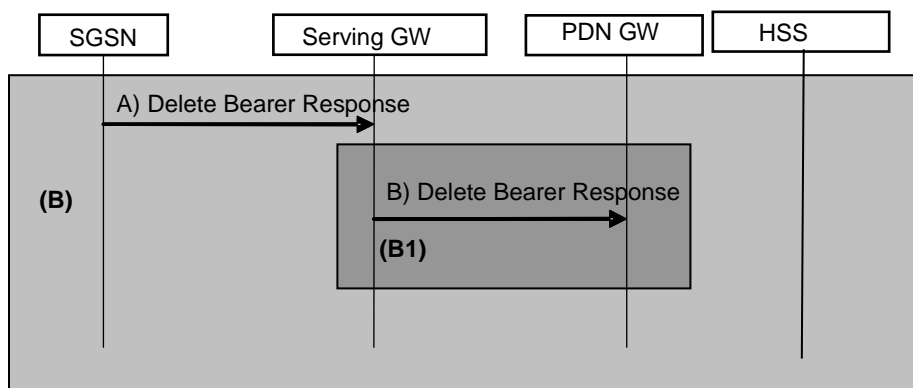 SGSN
Serving GW
PDN GW
HSS
A) Delete Bearer Response
B) Delete Bearer Response
(B)
(B1)